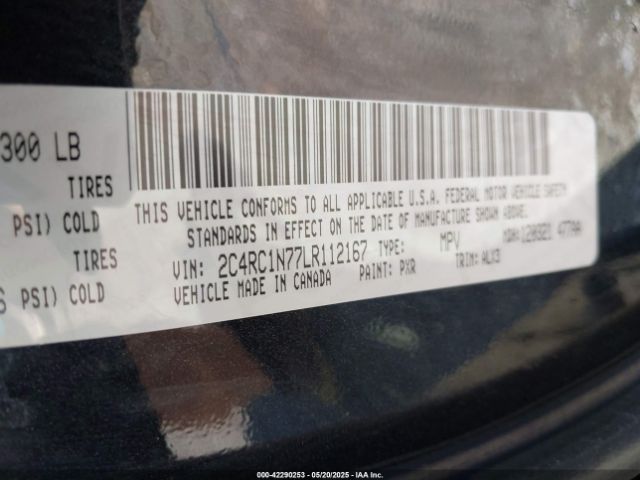 300 LB
TIRES
PSI) COLD
PSI) COLD
THIS VEHICLE CONFORMS TO ALL APPLICABLE U.S.A. FEDERAL MOTOR VEHICLE SAFETY
STANDARDS IN EFFECT ON THE DATE OF MANUFACTURE SHOWN ABOVE.
VIN: 2C4RC1N77LR112167 TYPE: MPV
VEHICLE MADE IN CANADA PAINT: PXR TRIM: ALX3
000-42290253 - 05/20/2025 - IAA Inc.